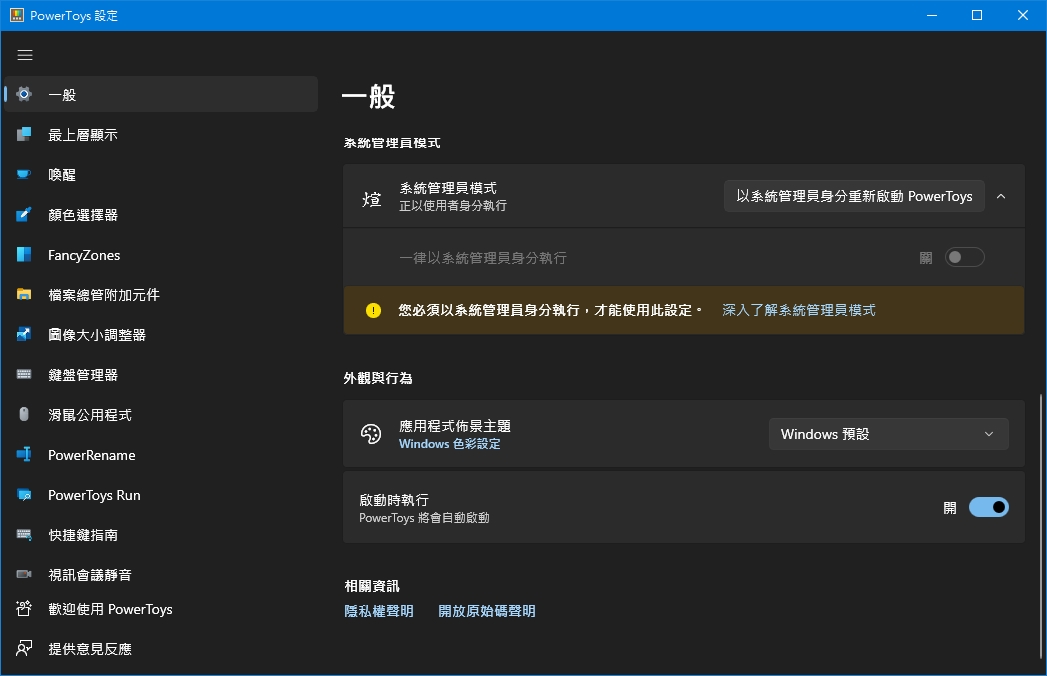 PowerToys 設定
一般
最上層顯示
喚醒
顏色選擇器
FancyZones
檔案總管附加元件
圖像大小調整器
鍵盤管理器
滑鼠公用程式
PowerRename
PowerToys Run
快捷鍵指南
視訊會議靜音
歡迎使用 PowerToys
提供意見反應
一般
系統管理員模式
系統管理員模式
正以使用者身分執行
以系統管理員身分重新啟動 PowerToys
一律以系統管理員身分執行
關
您必須以系統管理員身分執行，才能使用此設定。 深入了解系統管理員模式
外觀與行為
應用程式佈景主題
Windows 色彩設定
Windows 預設
啟動時執行
PowerToys 將會自動啟動
開
相關資訊
隱私權聲明 開放原始碼聲明